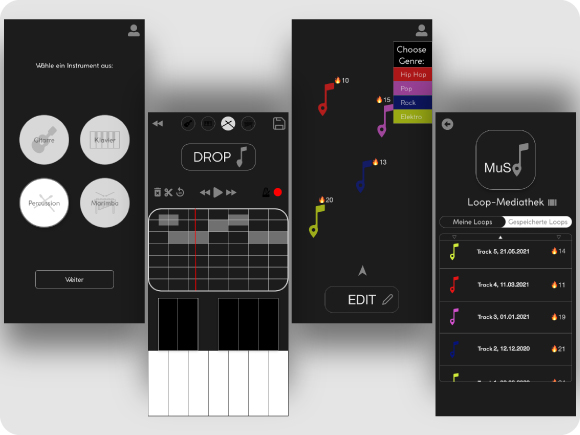 Wähle ein Instrument aus:
Gitarre
Klavier
Percussion
Marimba
Weiter
DROP
Choose
Genre:
Hip Hop
Pop
Rock
Elektro
10
15
13
20
EDIT
MuS
Loop-Mediathek
Meine Loops
Gespeicherte Loops
Track 5, 21.05.2021
14
Track 4, 11.03.2021
11
Track 3, 01.01.2021
19
Track 2, 12.12.2020
21